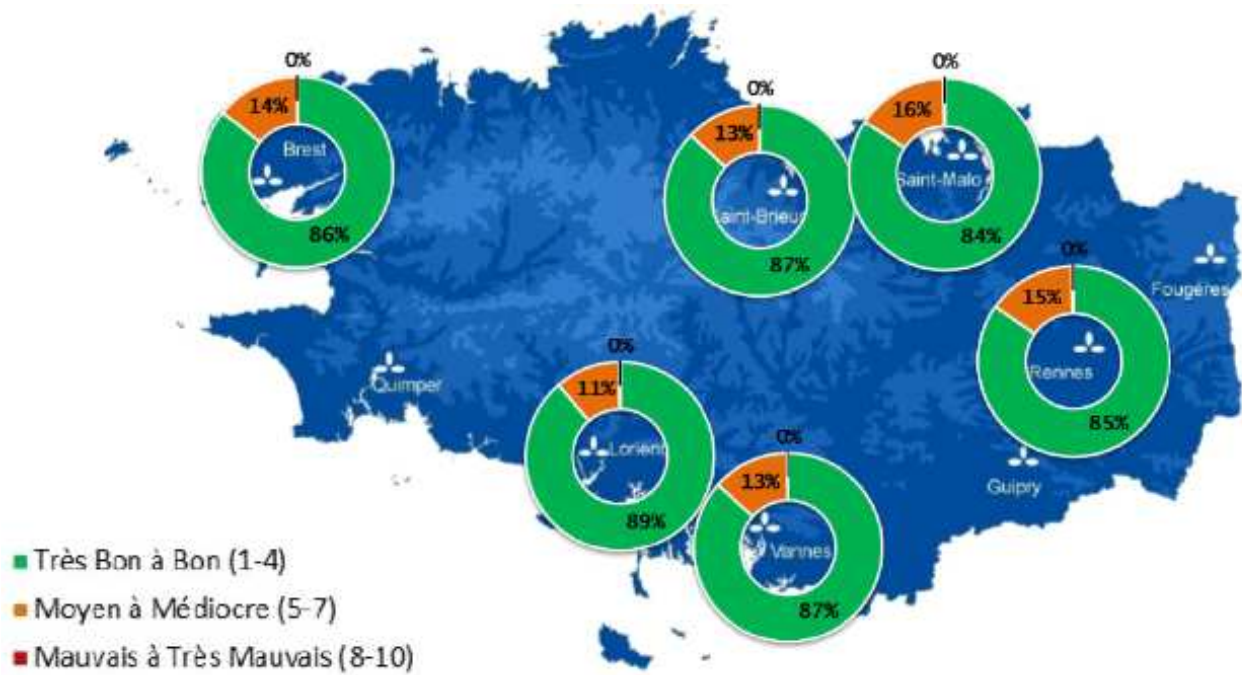 0%
14%
Brest
86%
0%
13%
aint-Brieuc
87%
0%
16%
Saint-Malo
84%
0%
15%
Rennes
85%
Fougères
Quimper
0%
11%
Lorient
89%
0%
13%
Vannes
87%
Guipry
Très Bon à Bon (1-4)
Moyen à Médiocre (5-7)
Mauvais à Très Mauvais (8-10)